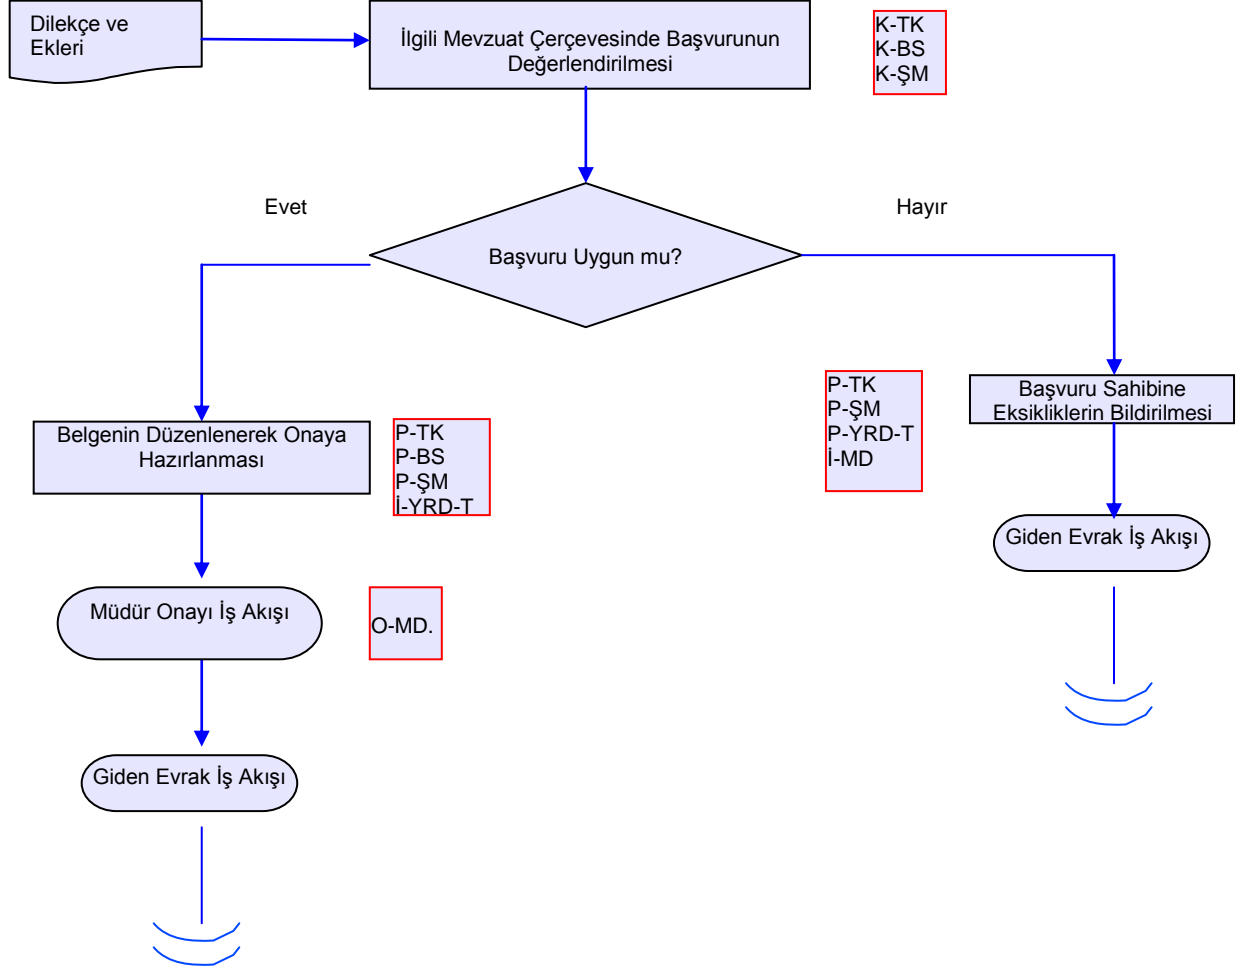 Dilekçe ve
Ekleri
İlgili Mevzuat Çerçevesinde Başvurunun
Değerlendirilmesi
K-TK
K-BS
K-ŞM
Evet
Hayır
Başvuru Uygun mu?
P-TK
P-ŞM
P-YRD-T
İ-MD
Başvuru Sahibine
Eksikliklerin Bildirilmesi
Belgenin Düzenlenerek Onaya
Hazırlanması
P-TK
P-BS
P-ŞM
İ-YRD-T
Giden Evrak İş Akışı
Müdür Onayı İş Akışı
O-MD.
Giden Evrak İş Akışı